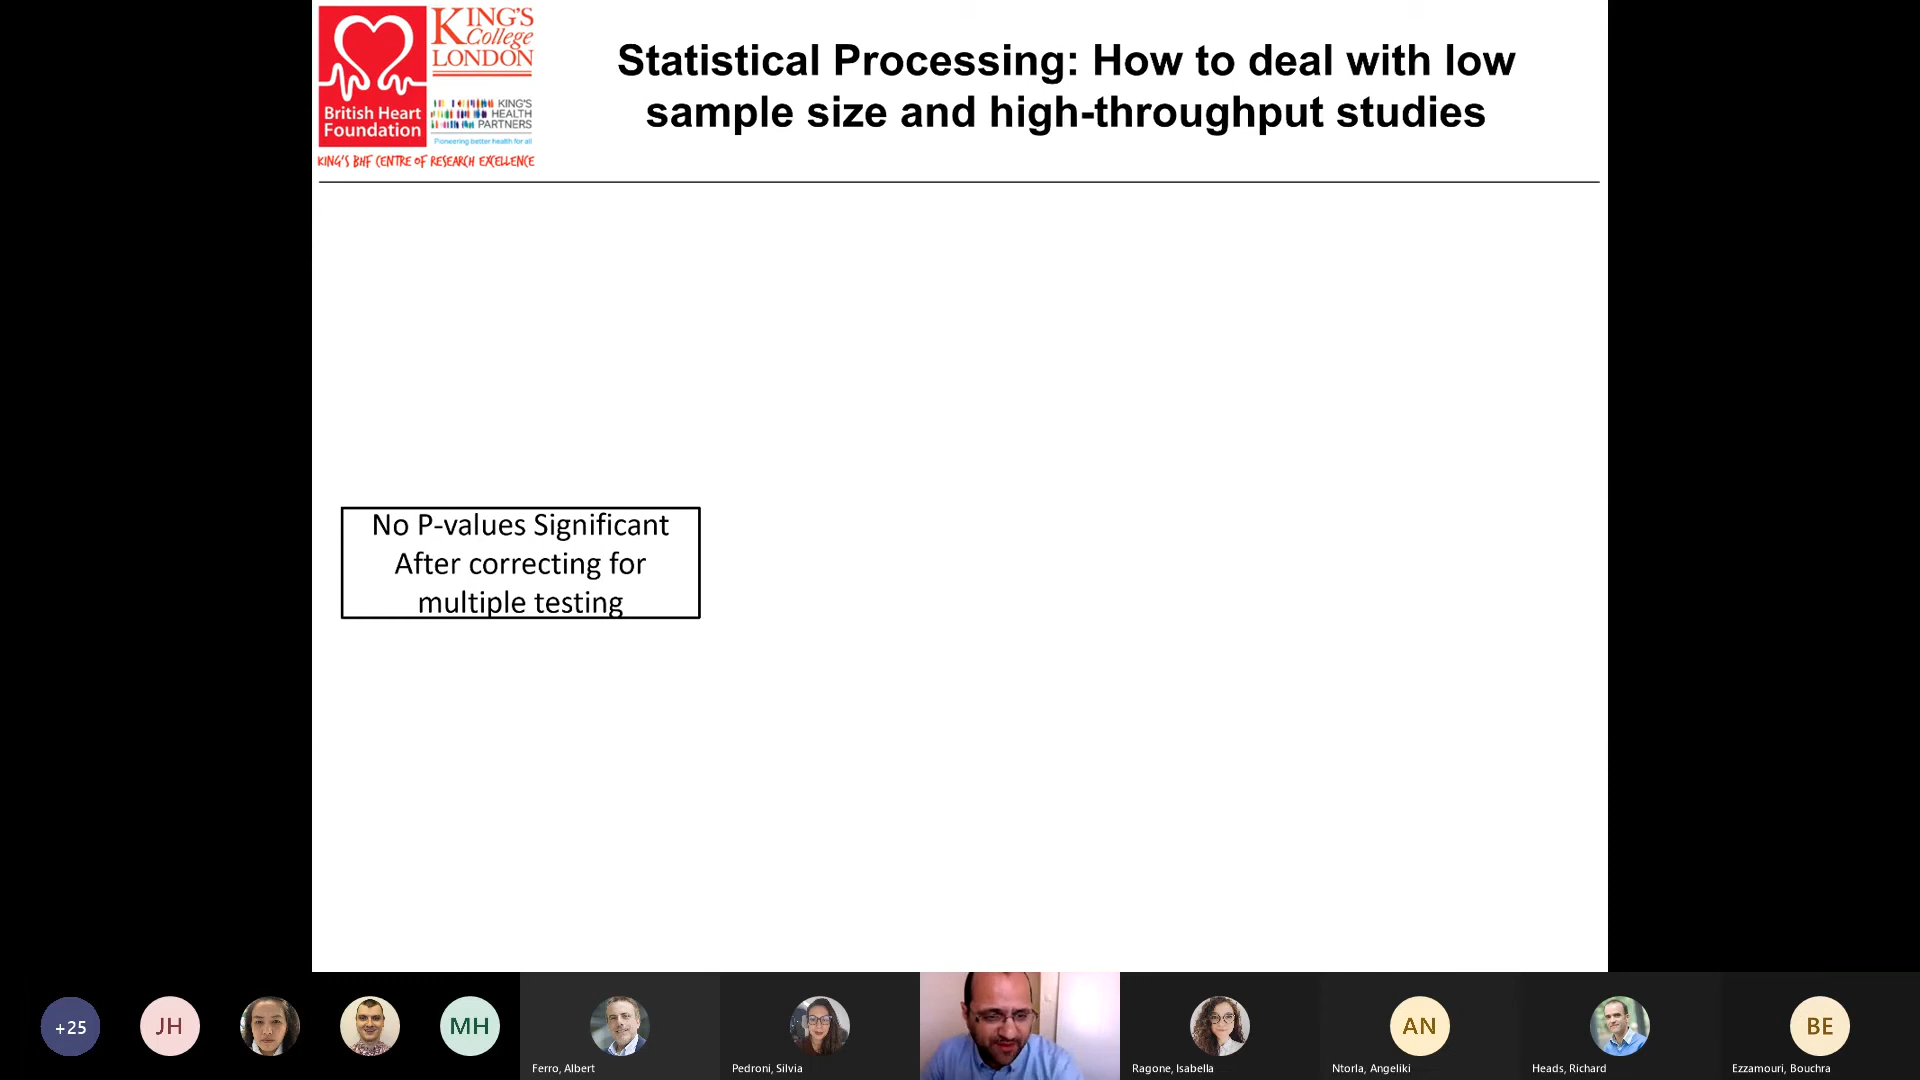 KING'S
College
LONDON
British Heart
Foundation
KING'S
HEALTH
PARTNERS
Pioneering better health for all
KING'S BHF CENTRE OF RESEARCH EXCELLENCE
Statistical Processing: How to deal with low
sample size and high-throughput studies
No P-values Significant
After correcting for
multiple testing
+25
JH
MH
Ferro, Albert
Pedroni, Silvia
Ragone, Isabella
AN
Ntorla, Angeliki
Heads, Richard
BE
Ezzamouri, Bouchra